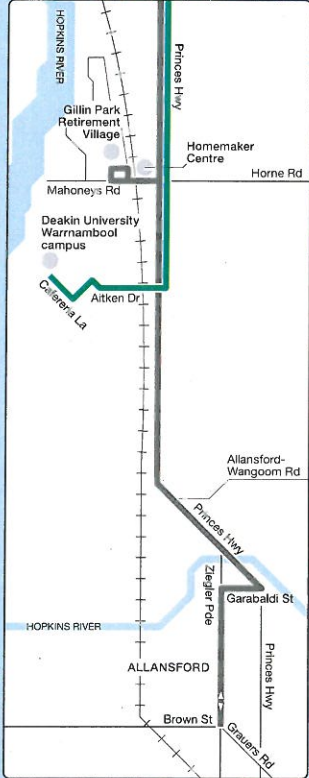 HOPKINS RIVER
Princes Hwy
Gillin Park
Retirement
Village
Homemaker
Centre
Horne Rd
Mahoneys Rd
Deakin University
Warrnambool
campus
Cafereria La
Aitken Dr
Allansford-
Wangoom Rd
Princes Hwy
Ziegler Pde
Garabaldi St
HOPKINS RIVER
Princes Hwy
ALLANSFORD
Brown St
Grauers Rd